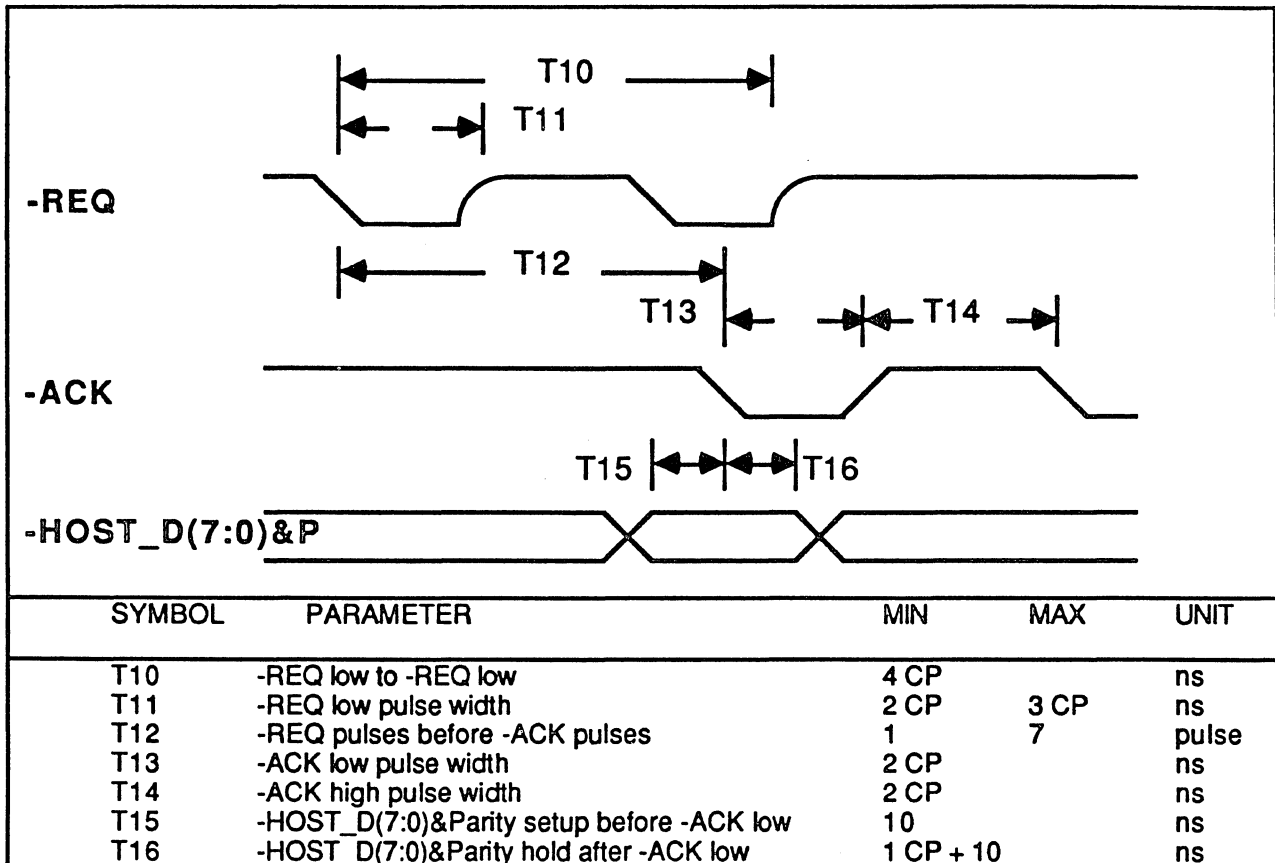 T10
T11
-REQ
T12
T13 T14
-ACK
T15 T16
-HOST_D(7:0)&P
SYMBOL PARAMETER MIN MAX UNIT
T10 -REQ low to -REQ low 4 CP ns
T11 -REQ low pulse width 2 CP 3 CP ns
T12 -REQ pulses before -ACK pulses 1 7 pulse
T13 -ACK low pulse width 2 CP ns
T14 -ACK high pulse width 2 CP ns
T15 -HOST_D(7:0)&Parity setup before -ACK low 10 ns
T16 -HOST_D(7:0)&Parity hold after -ACK low 1 CP + 10 ns